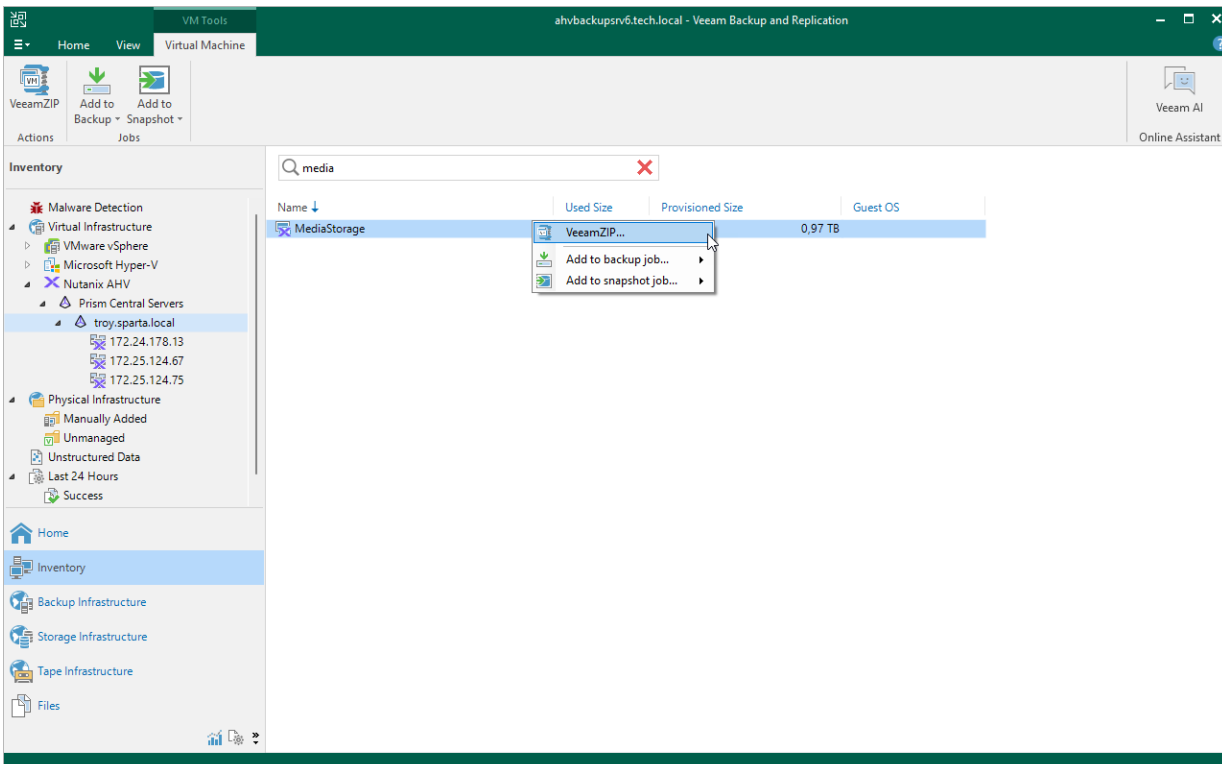 VM Tools
ahvbackupsrv6.tech.local - Veeam Backup and Replication
Home View Virtual Machine
VM
VeeamZIP
Add to Backup
Add to Snapshot
Actions
Jobs
Veeam AI
Online Assistant
Inventory
media
Malware Detection
Virtual Infrastructure
VMware vSphere
Microsoft Hyper-V
Nutanix AHV
Prism Central Servers
troy.sparta.local
172.24.178.13
172.25.124.67
172.25.124.75
Physical Infrastructure
Manually Added
Unmanaged
Unstructured Data
Last 24 Hours
Success
Name Used Size Provisioned Size Guest OS
MediaStorage 0,97 TB
VeeamZIP...
Add to backup job...
Add to snapshot job...
Home
Inventory
Backup Infrastructure
Storage Infrastructure
Tape Infrastructure
Files